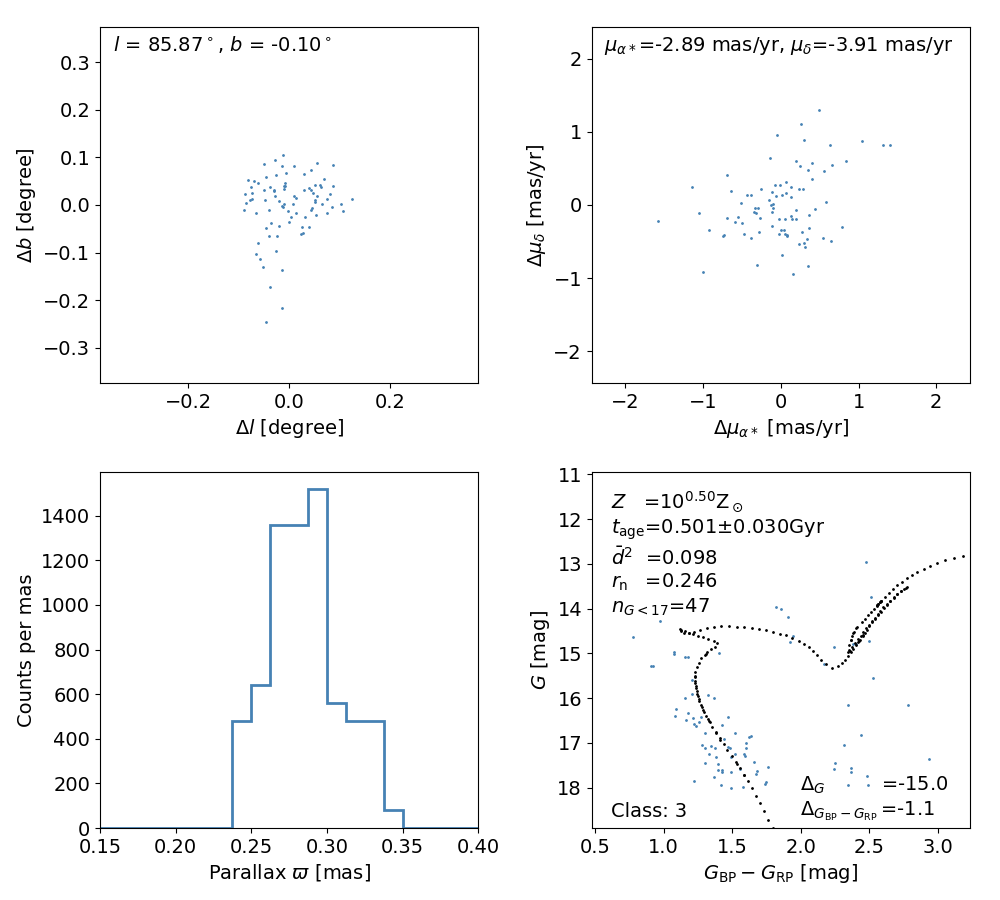 l = 85.87°, b = -0.10°
0.3
0.2
0.1
0.0
−0.1
−0.2
−0.3
Δb [degree]
−0.2 0.0 0.2
Δl [degree]
μα∗=-2.89 mas/yr, μδ=-3.91 mas/yr
2
1
0
−1
−2
Δμδ [mas/yr]
−2 −1 0 1 2
Δμα∗ [mas/yr]
1400
1200
1000
800
600
400
200
0
Counts per mas
0.15 0.20 0.25 0.30 0.35 0.40
Parallax ϖ [mas]
11
12
13
14
15
16
17
18
G [mag]
Z =10^0.50 Z⊙
t_age=0.501±0.030Gyr
d̄² =0.098
r_n =0.246
n_G<17=47
Δ_G =-15.0
Class: 3 Δ_GBP−GRP=-1.1
0.5 1.0 1.5 2.0 2.5 3.0
G_BP − G_RP [mag]